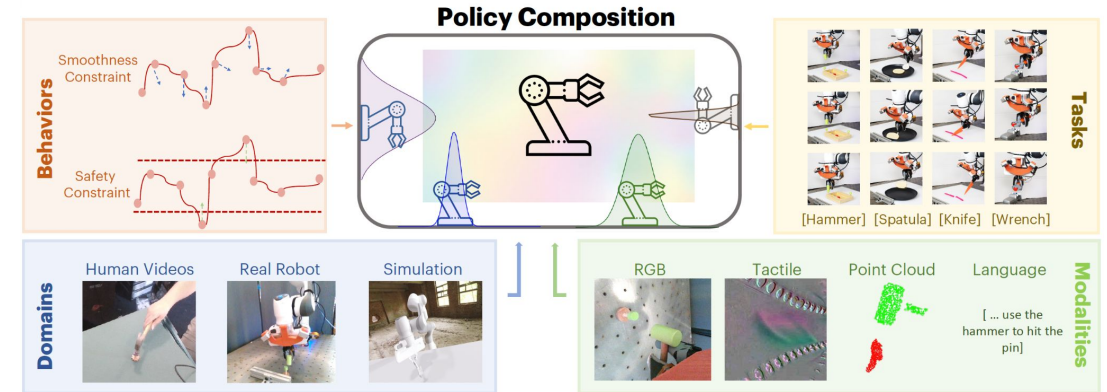 Policy Composition
Behaviors
Smoothness
Constraint
Safety
Constraint
Tasks
[Hammer] [Spatula] [Knife] [Wrench]
Domains
Human Videos
Real Robot
Simulation
RGB
Tactile
Point Cloud
Language
[ ... use the
hammer to hit the
pin]
Modalities